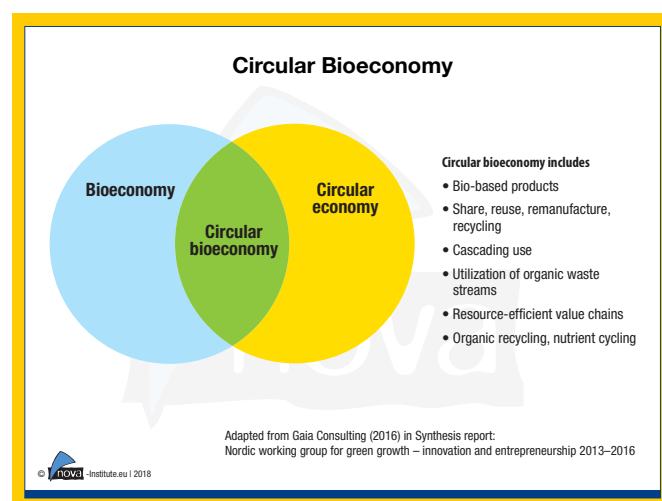 Circular Bioeconomy
Bioeconomy
Circular
economy
Circular
bioeconomy
Circular bioeconomy includes
• Bio-based products
• Share, reuse, remanufacture,
recycling
• Cascading use
• Utilization of organic waste
streams
• Resource-efficient value chains
• Organic recycling, nutrient cycling
nova
Adapted from Gaia Consulting (2016) in Synthesis report:
Nordic working group for green growth – innovation and entrepreneurship 2013–2016
© nova -Institute.eu | 2018